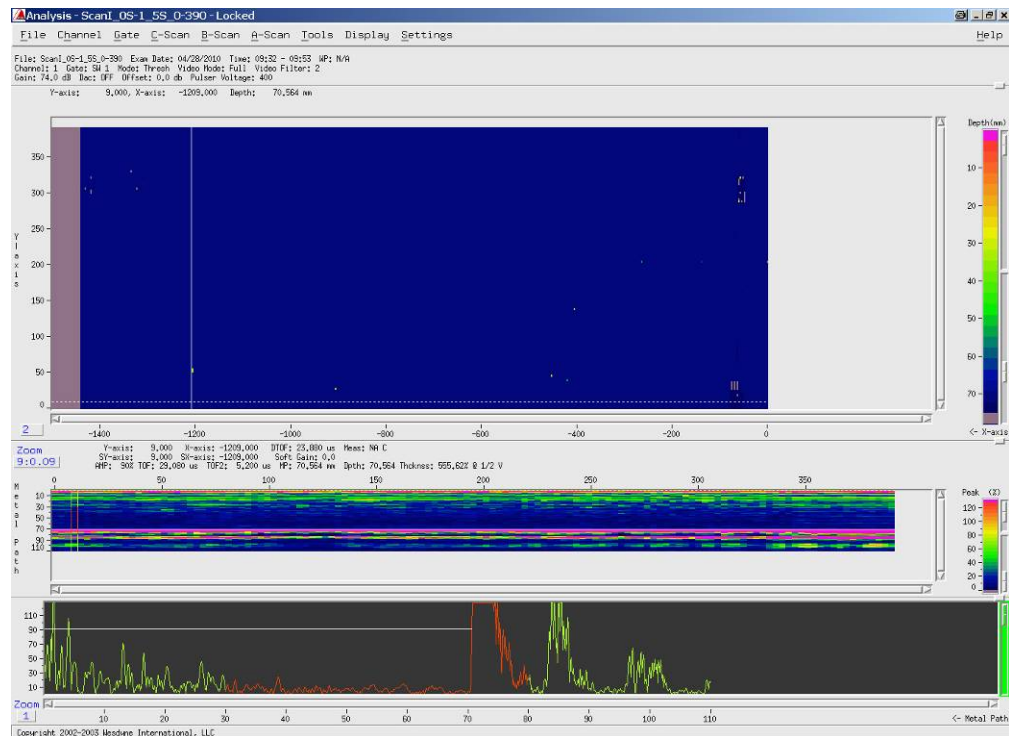 Analysis - ScanI_OS-1_5S_0-390 - Locked
File Channel Gate C-Scan B-Scan A-Scan Tools Display Settings Help
File: ScanI_OS-1_5S_0-390 Exam Date: 04/28/2010 Time: 09:32 - 09:53 WP: N/A
Channel: 1 Gate: SW 1 Mode: Thresh Video Mode: Full Video Filter: 2
Gain: 74.0 dB Dac: OFF Offset: 0.0 db Pulser Voltage: 400
Y-axis: 9.000, X-axis: -1209.000 Depth: 70.564 mm
Depth(mm)
350
300
250
200
150
100
50
0
Y
l
a
x
i
s
10
20
30
40
50
60
70
2
-1400 -1200 -1000 -800 -600 -400 -200 0
<- X-axis
Zoom
9:0.09
Y-axis: 9.000 X-axis: -1209.000 DTOF: 23.880 us Meas: NA C
SY-axis: 9.000 SX-axis: -1209.000 Soft Gain: 0.0
AMP: 90% TOF: 29.080 us TOF2: 5.200 us MP: 70.564 mm Dpth: 70.564 Thcknss: 555.62% @ 1/2 V
0 50 100 150 200 250 300 350
M
e
t
a
l
P
a
t
h
10
30
50
70
90
110
Peak (%)
120
100
80
60
40
20
0
110
90
70
50
30
10
Zoom
1
10 20 30 40 50 60 70 80 90 100 110
<- Metal Path
Copyright 2002-2003 Wesdyne International, LLC